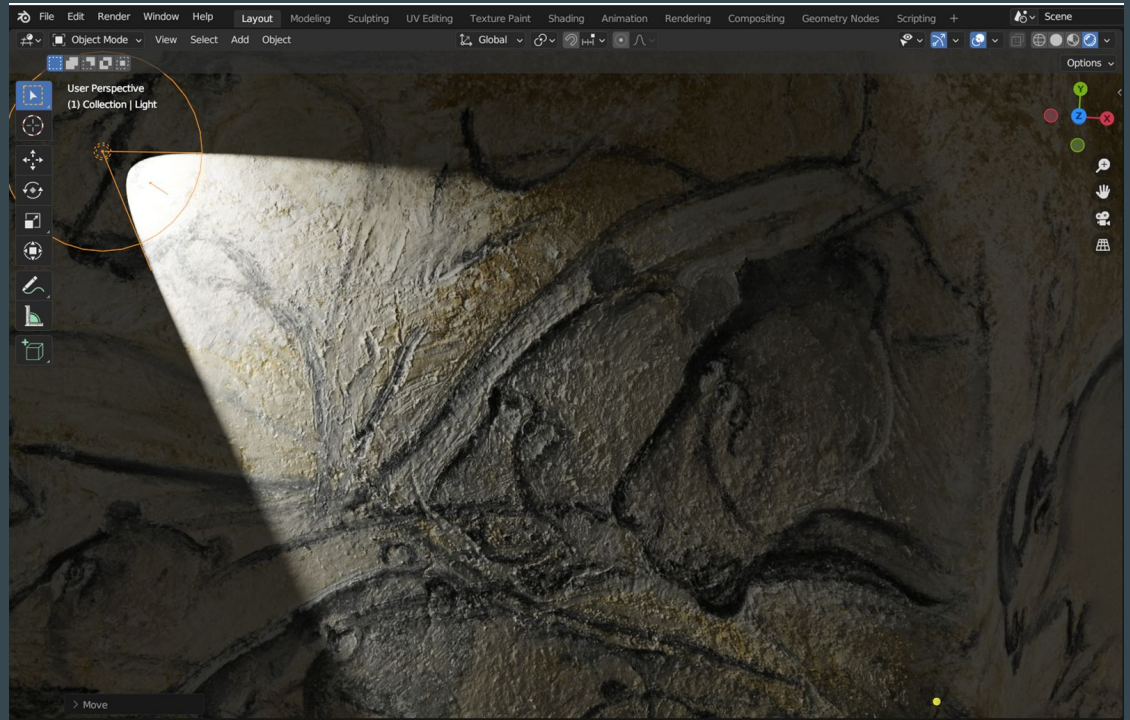 File Edit Render Window Help Layout Modeling Sculpting UV Editing Texture Paint Shading Animation Rendering Compositing Geometry Nodes Scripting + Scene
Object Mode View Select Add Object Global
Options
User Perspective
(1) Collection | Light
Y
Z X
> Move